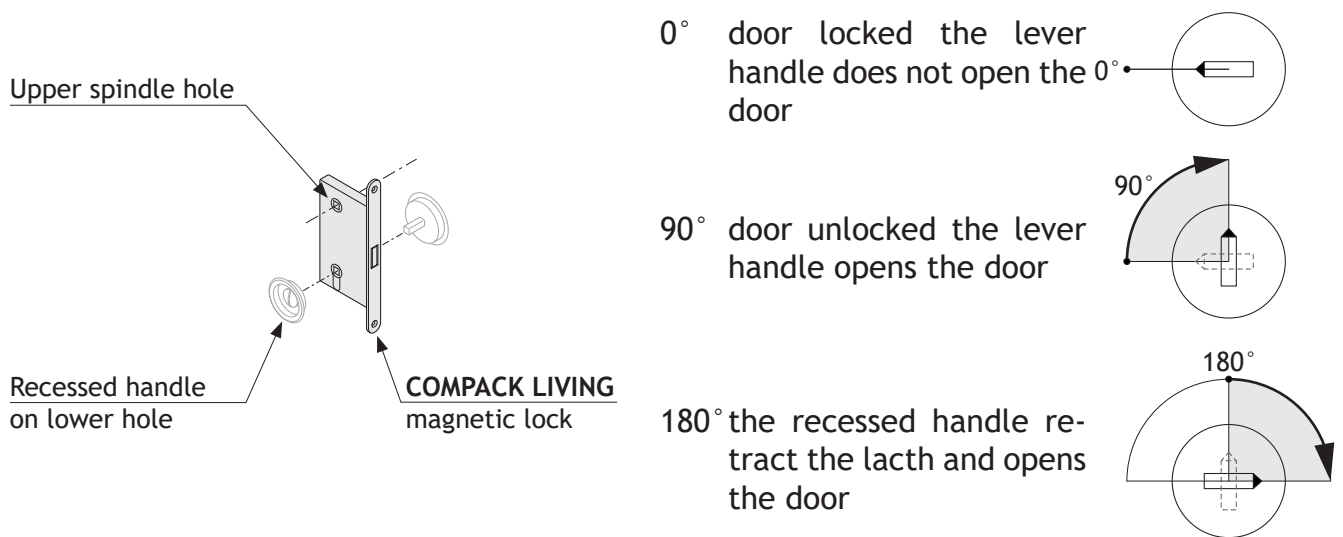 Upper spindle hole
Recessed handle
on lower hole
COMPACK LIVING
magnetic lock
0° door locked the lever
handle does not open the
door
0°
90° door unlocked the lever
handle opens the door
90°
180° the recessed handle re-
tract the lacth and opens
the door
180°